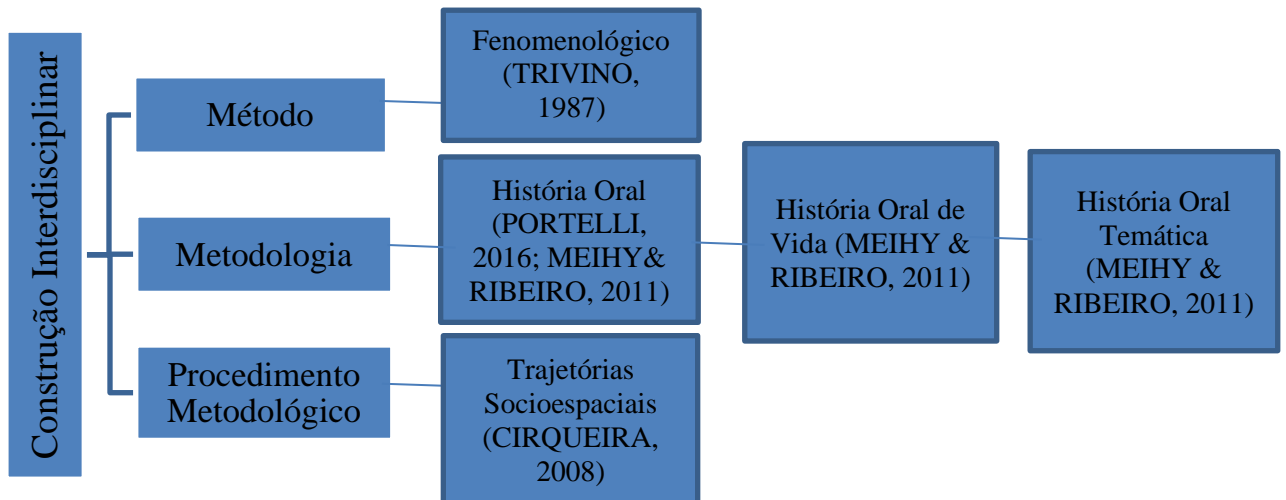 Construção Interdisciplinar
Método
Fenomenológico
(TRIVINO,
1987)
Metodologia
História Oral
(PORTELLI,
2016; MEIHY&
RIBEIRO, 2011)
História Oral de
Vida (MEIHY &
RIBEIRO, 2011)
História Oral
Temática
(MEIHY &
RIBEIRO, 2011)
Procedimento
Metodológico
Trajetórias
Socioespaciais
(CIRQUEIRA,
2008)